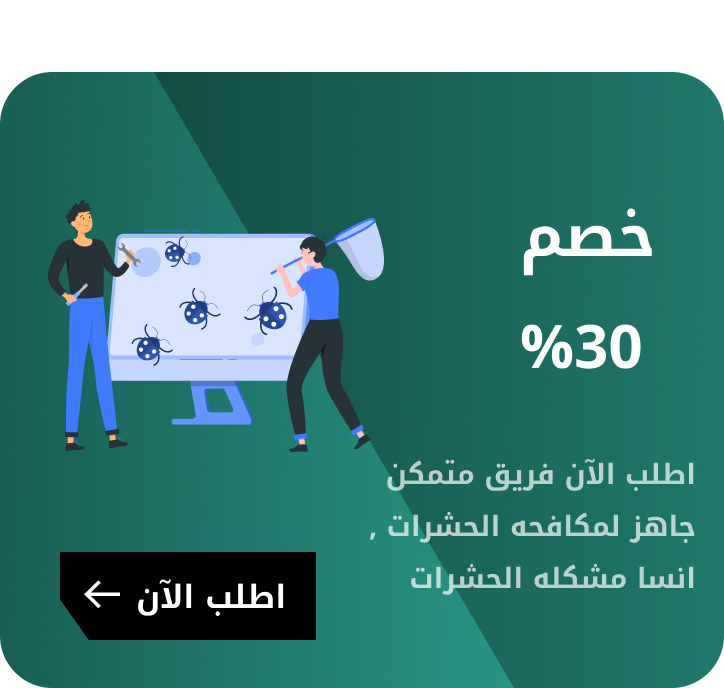 خصم
%30
اطلب الآن فريق متمكن
جاهز لمكافحه الحشرات ,
انسا مشكله الحشرات
اطلب الآن